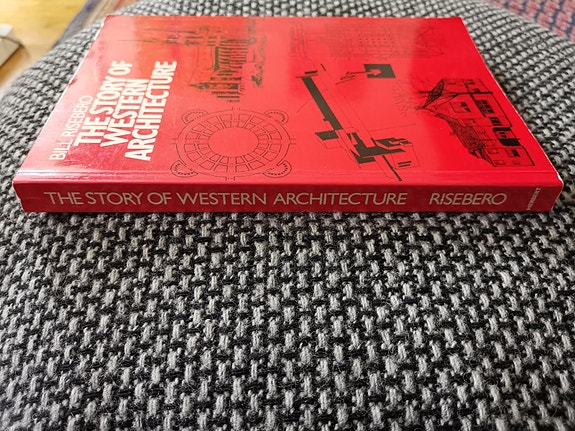 BILL RISEBERO
THE STORY OF
WESTERN
ARCHITECTURE
THE STORY OF WESTERN ARCHITECTURE RISEBERO